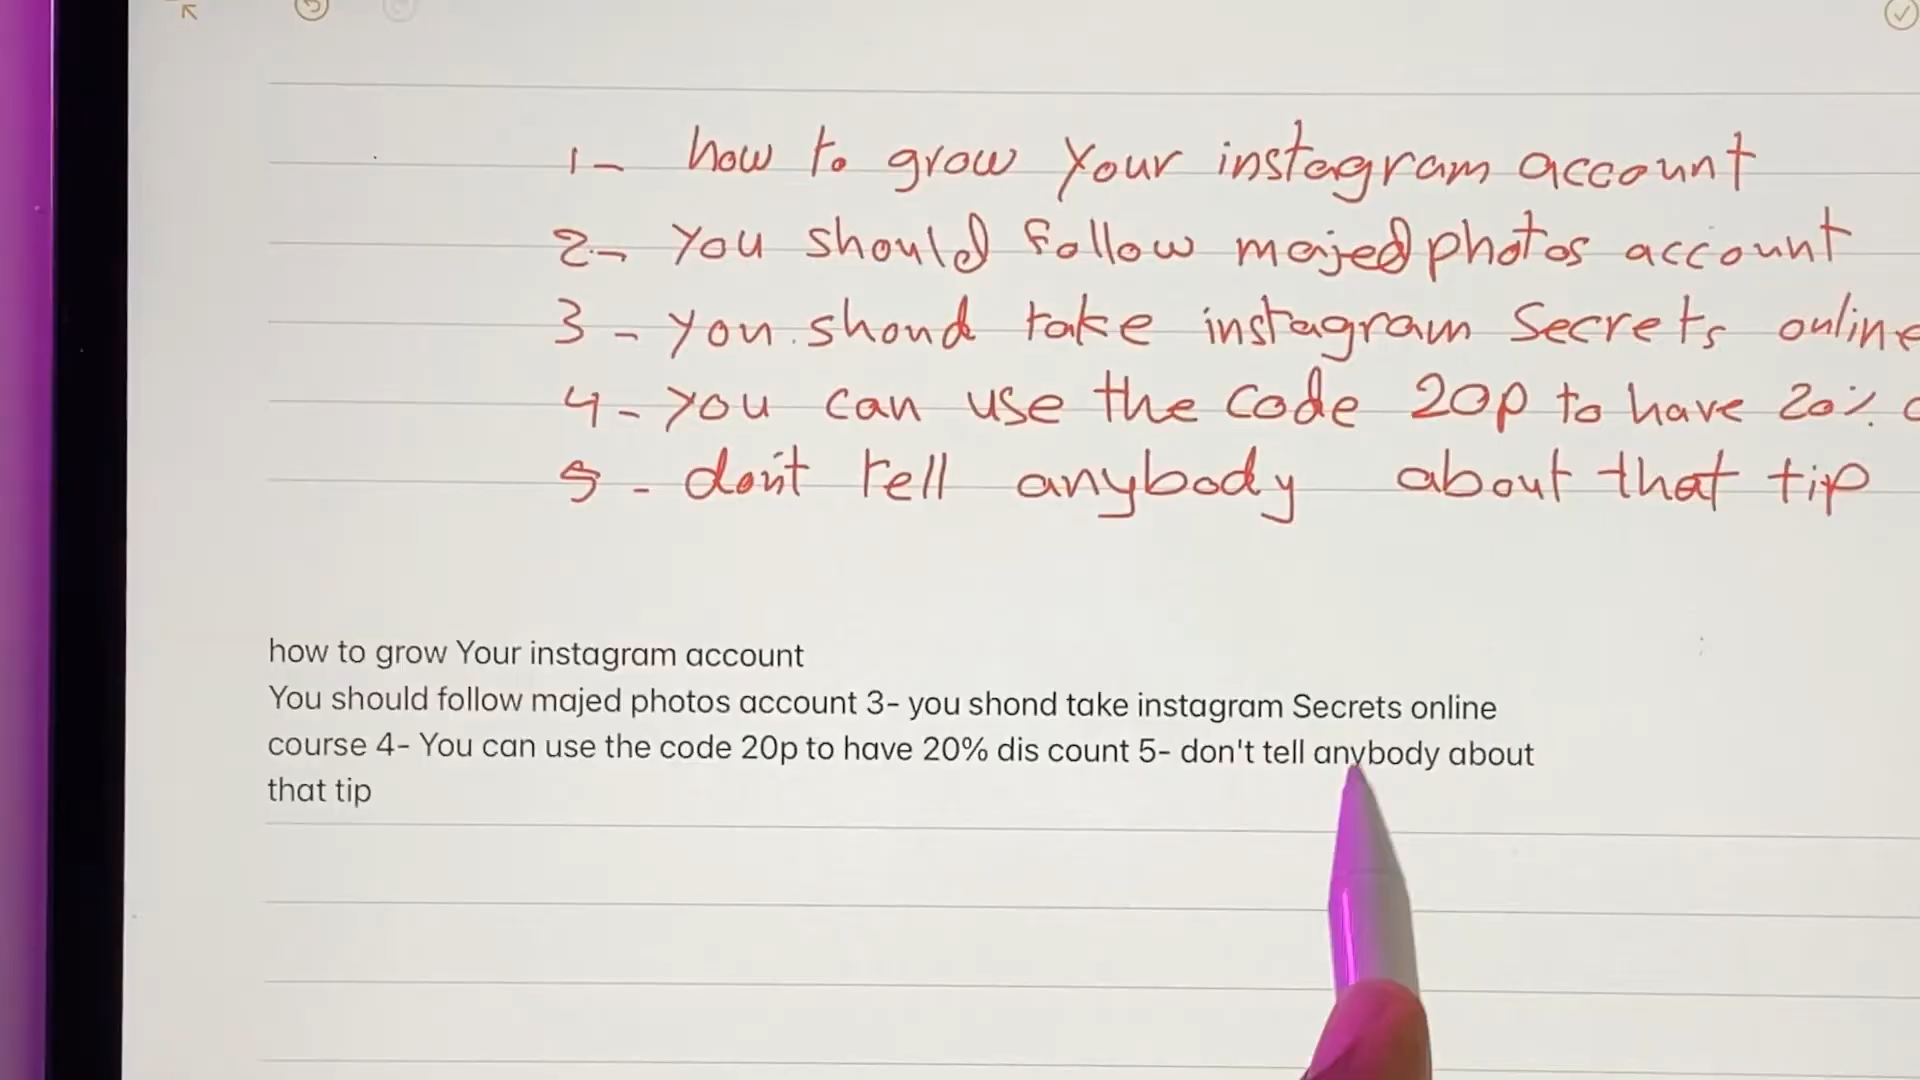 1- how to grow Your instagram account
2- You should follow majedphotos account
3- you shond take instagram Secrets online
4- you can use the code 20p to have 20%
5- don't tell anybody about that tip
how to grow Your instagram account
You should follow majed photos account 3- you shond take instagram Secrets online
course 4- You can use the code 20p to have 20% dis count 5- don't tell anybody about
that tip